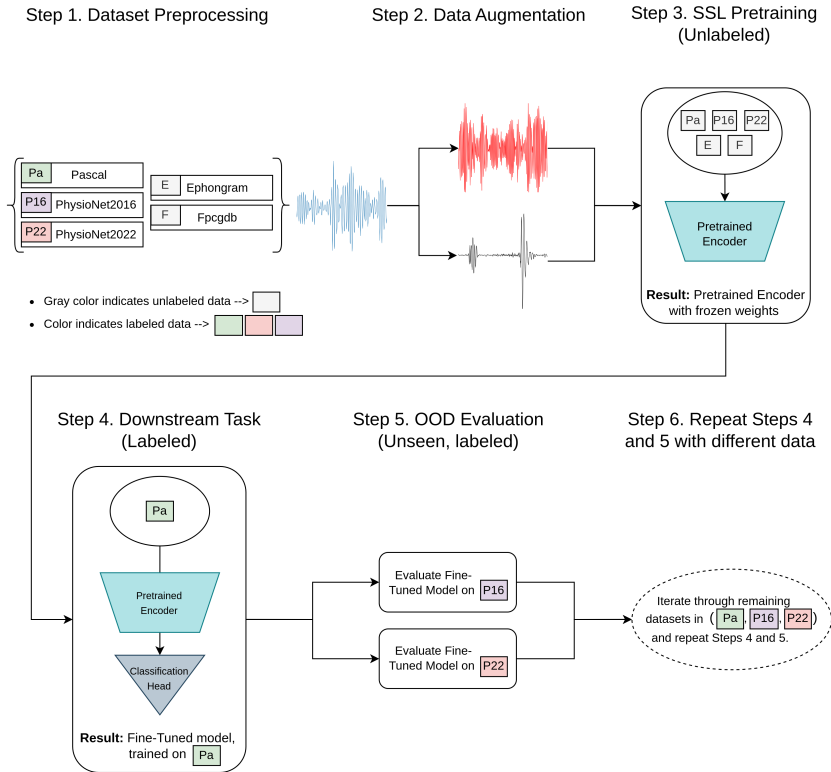 Step 1. Dataset Preprocessing
Step 2. Data Augmentation
Step 3. SSL Pretraining
(Unlabeled)
Pa
Pascal
P16
PhysioNet2016
P22
PhysioNet2022
E
Ephongram
F
Fpcgdb
• Gray color indicates unlabeled data -->
• Color indicates labeled data -->
Pa P16 P22
E F
Pretrained
Encoder
Result: Pretrained Encoder
with frozen weights
Step 4. Downstream Task
(Labeled)
Step 5. OOD Evaluation
(Unseen, labeled)
Step 6. Repeat Steps 4
and 5 with different data
Pa
Pretrained
Encoder
Classification
Head
Result: Fine-Tuned model,
trained on Pa
Evaluate Fine-
Tuned Model on P16
Evaluate Fine-
Tuned Model on P22
Iterate through remaining
datasets in ( Pa , P16 , P22 )
and repeat Steps 4 and 5.